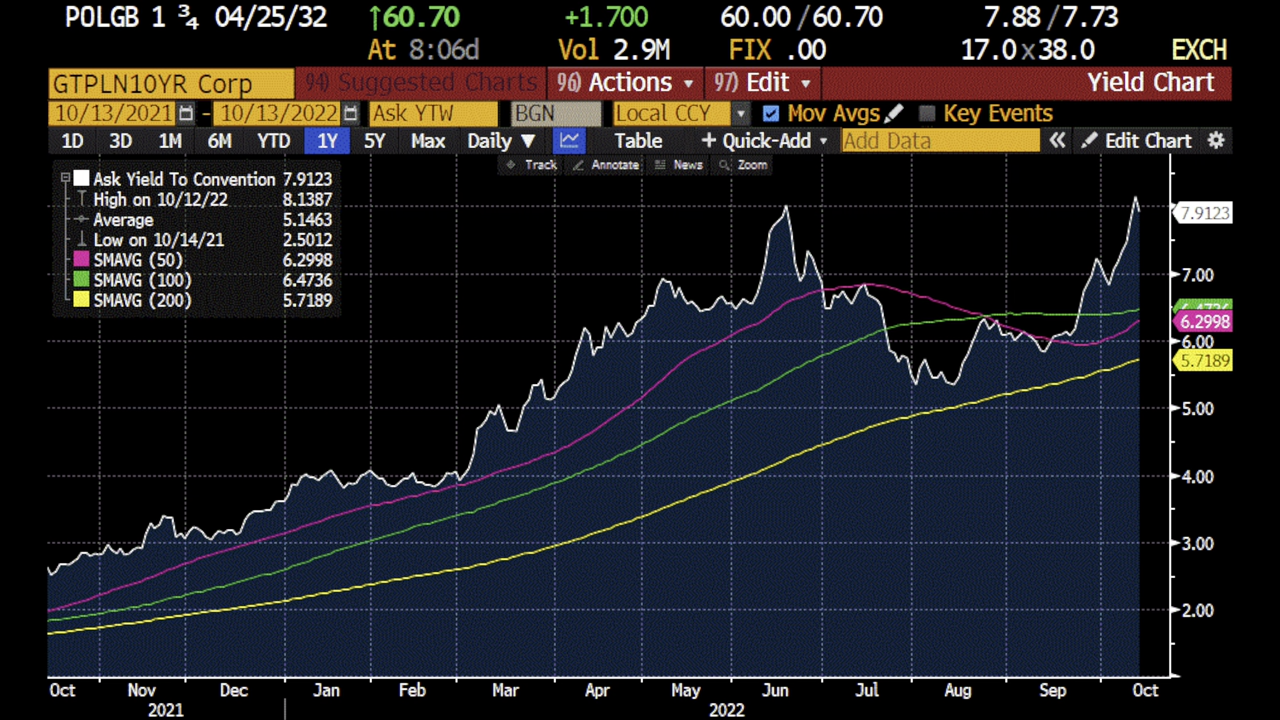 POLGB 1 ¾ 04/25/32 ↑60.70 +1.700 60.00/60.70 7.88/7.73
At 8:06d Vol 2.9M FIX .00 17.0x38.0 EXCH
GTPLN10YR Corp 94) Suggested Charts 96) Actions 97) Edit Yield Chart
10/13/2021 - 10/13/2022 Ask YTW BGN Local CCY Mov Avgs Key Events
1D 3D 1M 6M YTD 1Y 5Y Max Daily ▼ Table + Quick-Add Add Data « Edit Chart
Track Annotate News Zoom
Ask Yield To Convention 7.9123
High on 10/12/22 8.1387
Average 5.1463
Low on 10/14/21 2.5012
SMAVG (50) 6.2998
SMAVG (100) 6.4736
SMAVG (200) 5.7189
7.9123
7.00
6.4736
6.2998
6.00
5.7189
5.00
4.00
3.00
2.00
Oct Nov Dec Jan Feb Mar Apr May Jun Jul Aug Sep Oct
2021 2022